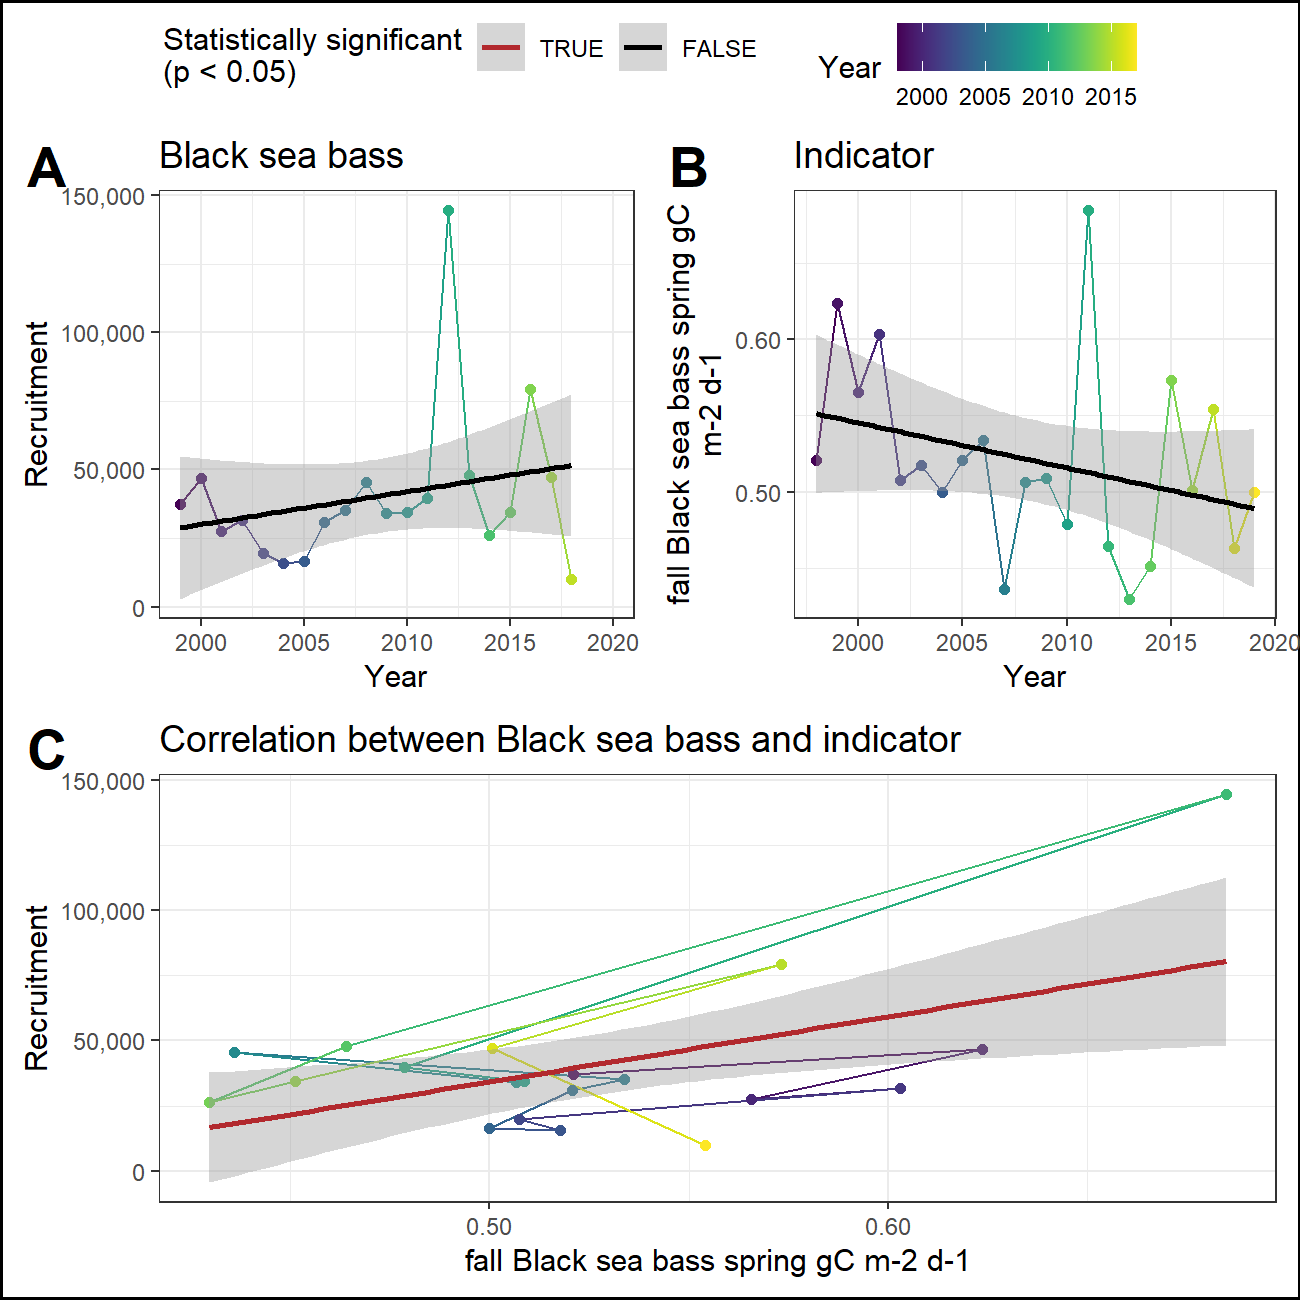 Statistically significant
(p < 0.05)
TRUE
FALSE
Year
2000 2005 2010 2015
A
Black sea bass
150,000
100,000
50,000
0
Recruitment
2000 2005 2010 2015 2020
Year
B
Indicator
fall Black sea bass spring gC
m-2 d-1
0.60
0.50
2000 2005 2010 2015 2020
Year
C
Correlation between Black sea bass and indicator
150,000
100,000
50,000
0
Recruitment
0.50 0.60
fall Black sea bass spring gC m-2 d-1